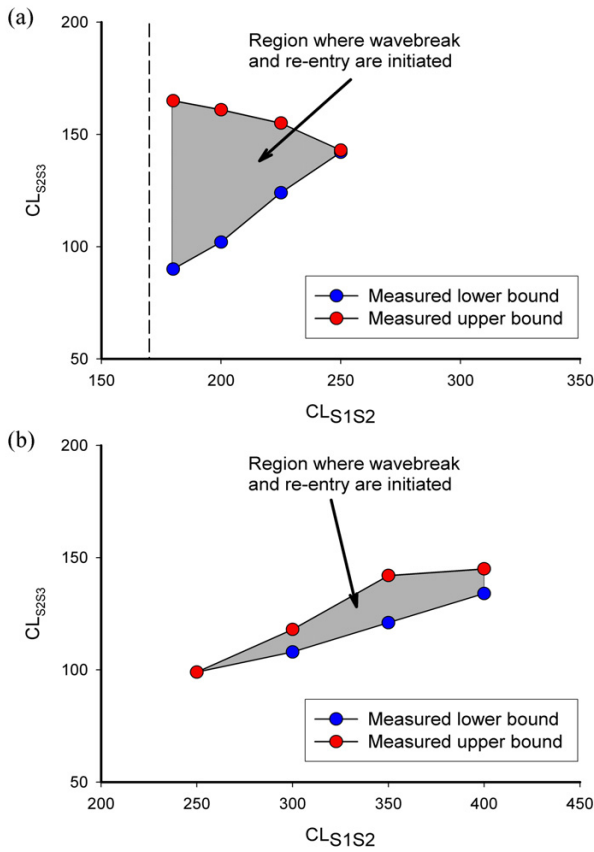 (a)
200
Region where wavebreak
and re-entry are initiated
150
CLS2S3
100
Measured lower bound
Measured upper bound
50
150 200 250 300 350
CLS1S2
(b)
200
Region where wavebreak
and re-entry are initiated
150
CLS2S3
100
Measured lower bound
Measured upper bound
50
200 250 300 350 400 450
CLS1S2